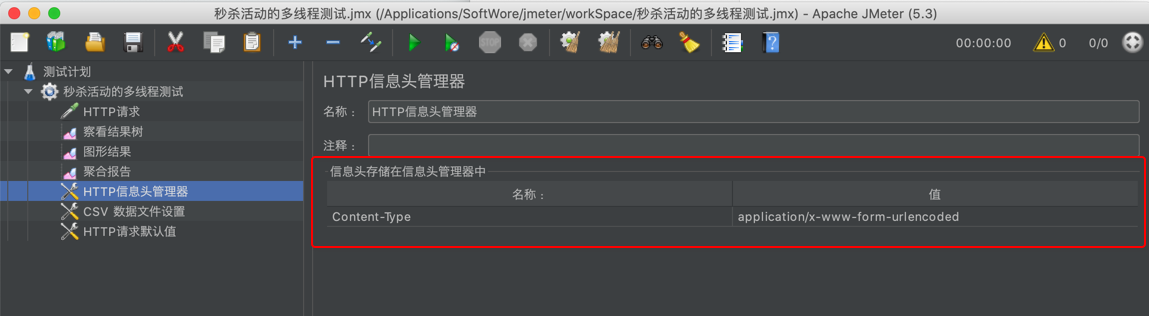 秒杀活动的多线程测试.jmx (/Applications/SoftWore/jmeter/workSpace/秒杀活动的多线程测试.jmx) - Apache JMeter (5.3)
STOP
00:00:00
0
0/0
测试计划
秒杀活动的多线程测试
HTTP请求
察看结果树
图形结果
聚合报告
HTTP信息头管理器
CSV 数据文件设置
HTTP请求默认值
HTTP信息头管理器
名称：
HTTP信息头管理器
注释：
信息头存储在信息头管理器中
名称：
值
Content-Type
application/x-www-form-urlencoded